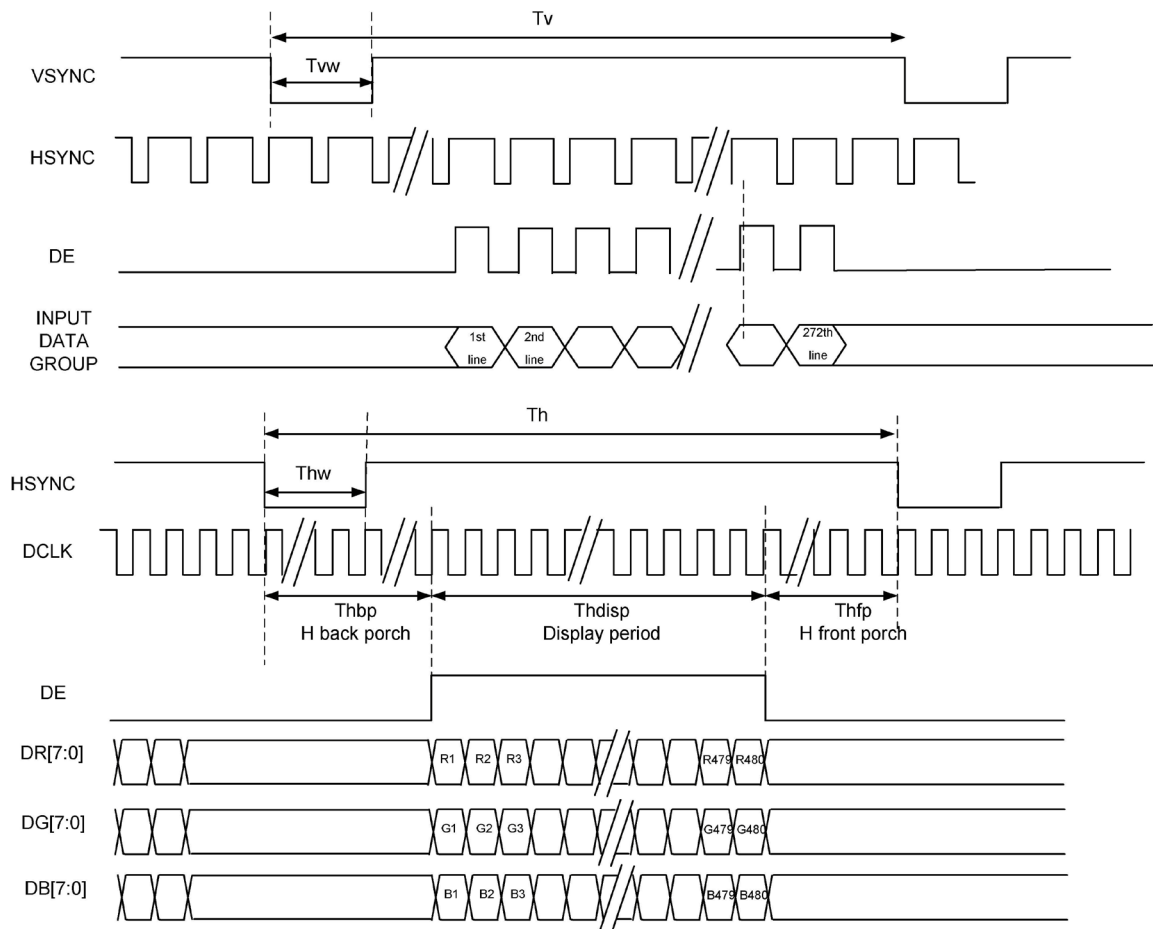 Tv
Tvw
VSYNC
HSYNC
DE
INPUT
DATA
GROUP
1st
line
2nd
line
272th
line
Th
HSYNC
Thw
DCLK
Thbp
H back porch
Thdisp
Display period
Thfp
H front porch
DE
DR[7:0]
R1 R2 R3 R479 R480
DG[7:0]
G1 G2 G3 G479 G480
DB[7:0]
B1 B2 B3 B479 B480